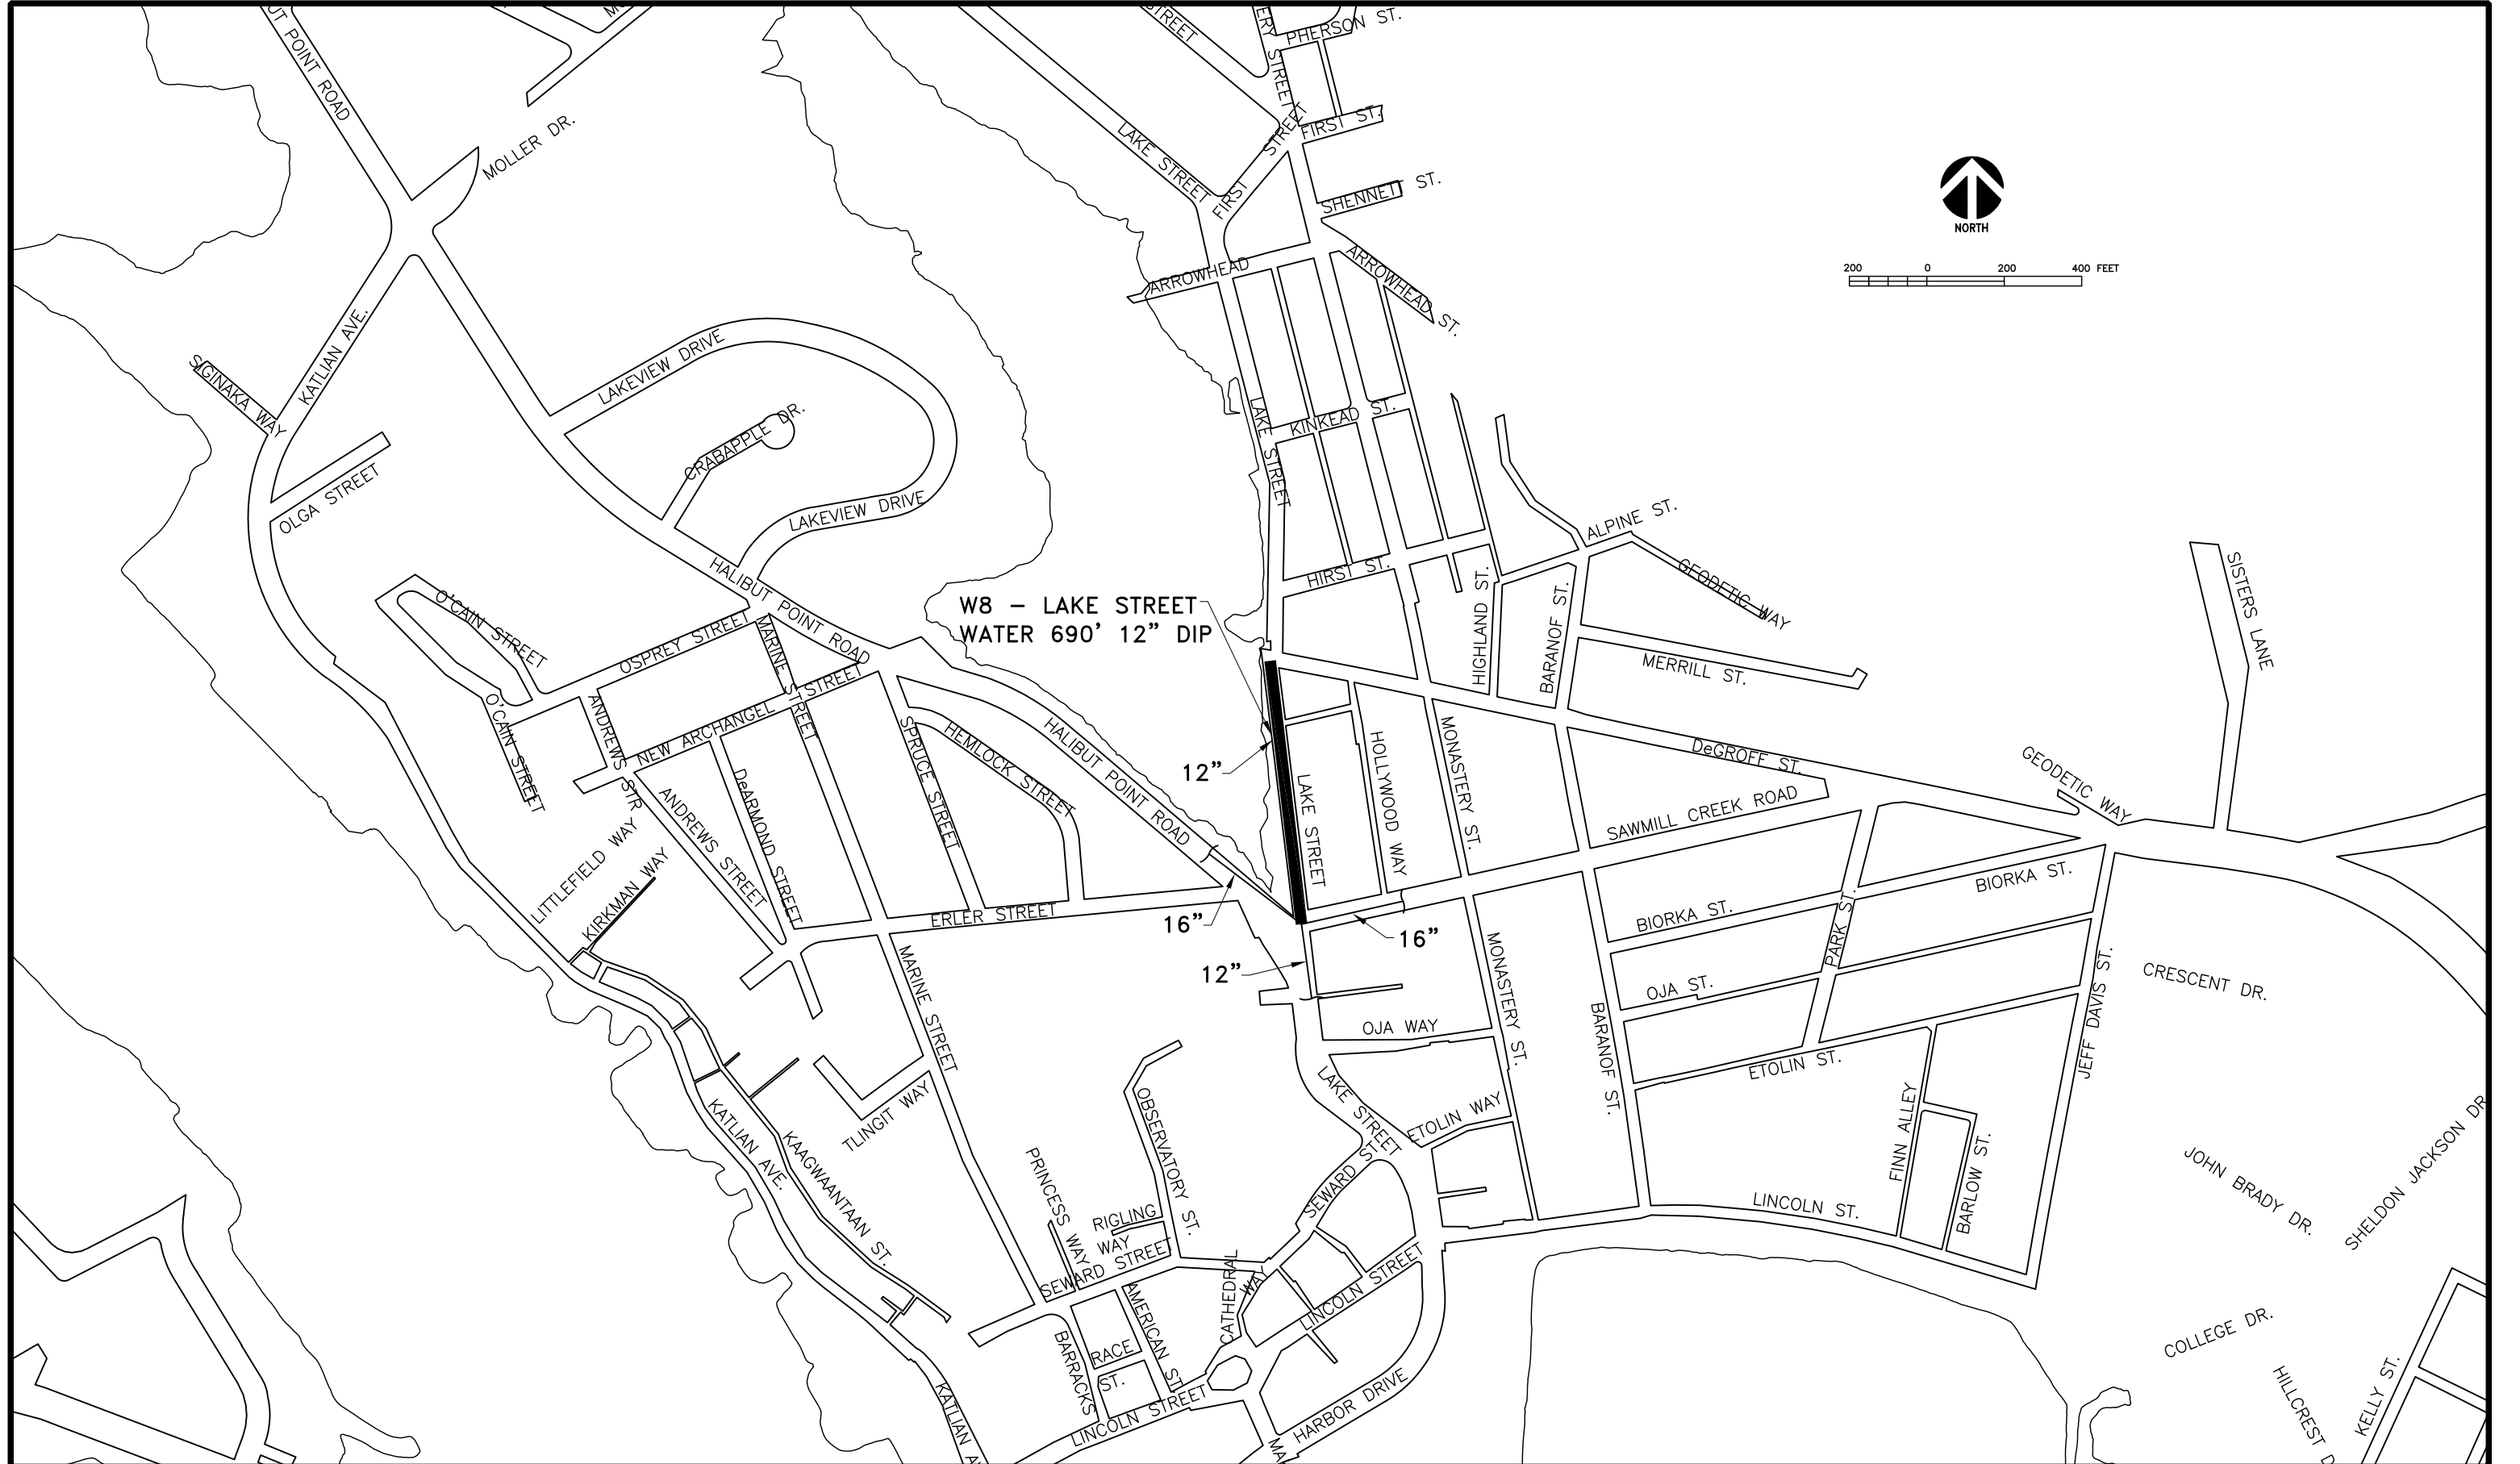 PHERSON ST.
STREET
ERY STREET
UT POINT ROAD
MOLLER DR.
LAKE STREET
FIRST STREET
FIRST ST.
SHENNETT ST.
NORTH
200 0 200 400 FEET
ARROWHEAD
ARROWHEAD ST.
KATLIAN AVE.
SIGINAKA WAY
LAKEVIEW DRIVE
CRABAPPLE DR.
LAKEVIEW DRIVE
LAKE STREET
KINKEAD ST.
OLGA STREET
ALPINE ST.
GEODETIC WAY
HIRST ST.
HIGHLAND ST.
BARANOF ST.
SISTERS LANE
HALIBUT POINT ROAD
O'CAIN STREET
W8 - LAKE STREET
WATER 690' 12" DIP
OSPREY STREET
MARINE STREET
MERRILL ST.
O'CAIN STREET
ANDREWS STR
NEW ARCHANGEL STREET
SPRUCE STREET
HEMLOCK STREET
HALIBUT POINT ROAD
12"
LAKE STREET
HOLLYWOOD WAY
MONASTERY ST.
DeGROFF ST.
GEODETIC WAY
SAWMILL CREEK ROAD
ANDREWS STREET
DeARMOND STREET
LITTLEFIELD WAY
KIRKMAN WAY
ERLER STREET
16"
16"
12"
BIORKA ST.
BIORKA ST.
PARK ST.
MARINE STREET
MONASTERY ST.
BARANOF ST.
OJA ST.
OJA WAY
JEFF DAVIS ST.
CRESCENT DR.
ETOLIN ST.
LAKE STREET
ETOLIN WAY
KATLIAN AVE.
KAAGWAANTAAN ST.
TLINGIT WAY
OBSERVATORY ST.
PRINCESS WAY
RIGLING WAY
SEWARD STREET
SEWARD ST
FINN ALLEY
BARLOW ST.
LINCOLN ST.
JOHN BRADY DR.
SHELDON JACKSON DR
CATHEDRAL WAY
LINCOLN STREET
AMERICAN ST.
BARRACKS
RACE
ST.
LINCOLN STREET
HARBOR DRIVE
MA
KATLIAN A
COLLEGE DR.
HILLCREST D
KELLY ST.